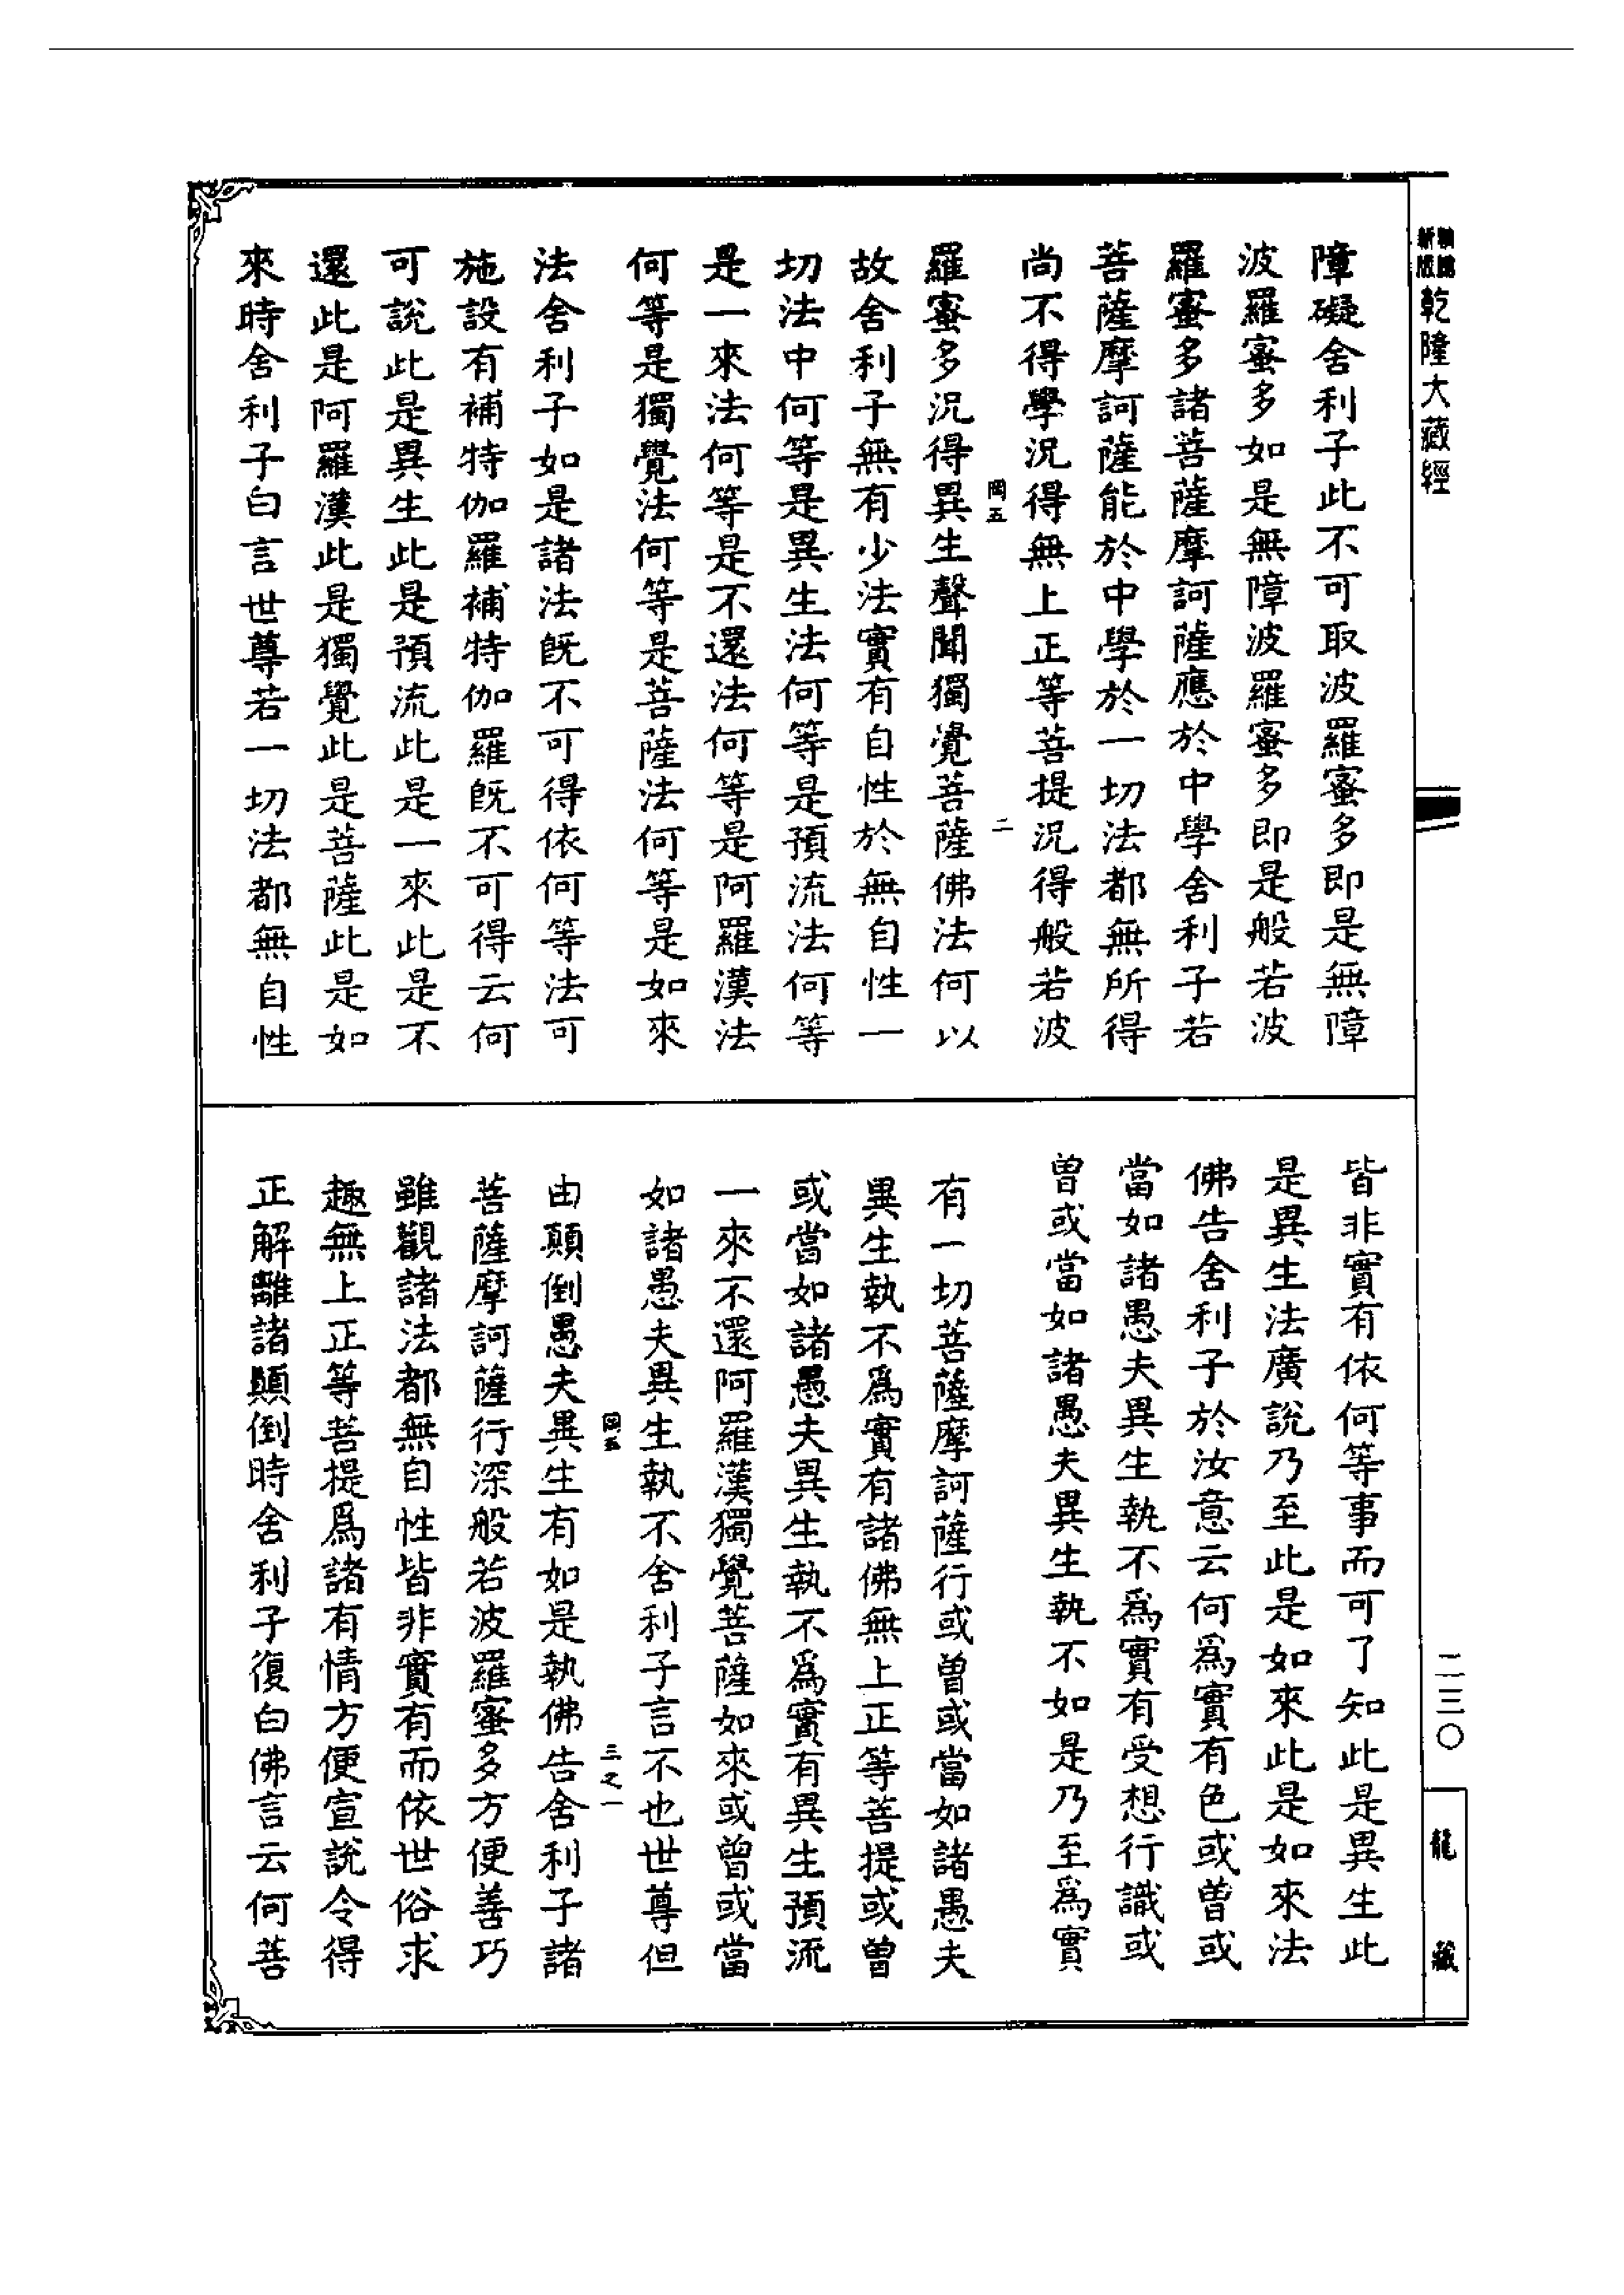 新版
乾隆大藏經
障礙舍利子此不可取波羅蜜多即是無障
波羅蜜多如是無障波羅蜜多即是般若波
羅蜜多諸菩薩摩訶薩應於中學舍利子若
菩薩摩訶薩能於中學於一切法都無所得
尚不得學況得無上正等菩提況得般若波
羅蜜多況得異生聲聞獨覺菩薩佛法何以
岡五
二
故舍利子無有少法實有自性於無自性一
切法中何等是異生法何等是預流法何等
是一來法何等是不還法何等是阿羅漢法
何等是獨覺法何等是菩薩法何等是如來
法舍利子如是諸法既不可得依何等法可
施設有補特伽羅補特伽羅既不可得云何
可說此是異生此是預流此是一來此是不
還此是阿羅漢此是獨覺此是菩薩此是如
來時舍利子白言世尊若一切法都無自性
皆非實有依何等事而可了知此是異生此
是異生法廣說乃至此是如來此是如來法
佛告舍利子於汝意云何為實有色或曾或
當如諸愚夫異生執不為實有受想行識或
曾或當如諸愚夫異生執不如是乃至為實
有一切菩薩摩訶薩行或曾或當如諸愚夫
異生執不為實有諸佛無上正等菩提或曾
或當如諸愚夫異生執不為實有異生預流
一來不還阿羅漢獨覺菩薩如來或曾或當
如諸愚夫異生執不舍利子言不也世尊但
岡五
三之一
由顛倒愚夫異生有如是執佛告舍利子諸
菩薩摩訶薩行深般若波羅蜜多方便善巧
雖觀諸法都無自性皆非實有而依世俗求
趣無上正等菩提為諸有情方便宣說令得
正解離諸顛倒時舍利子復白佛言云何菩
二三〇
龍藏